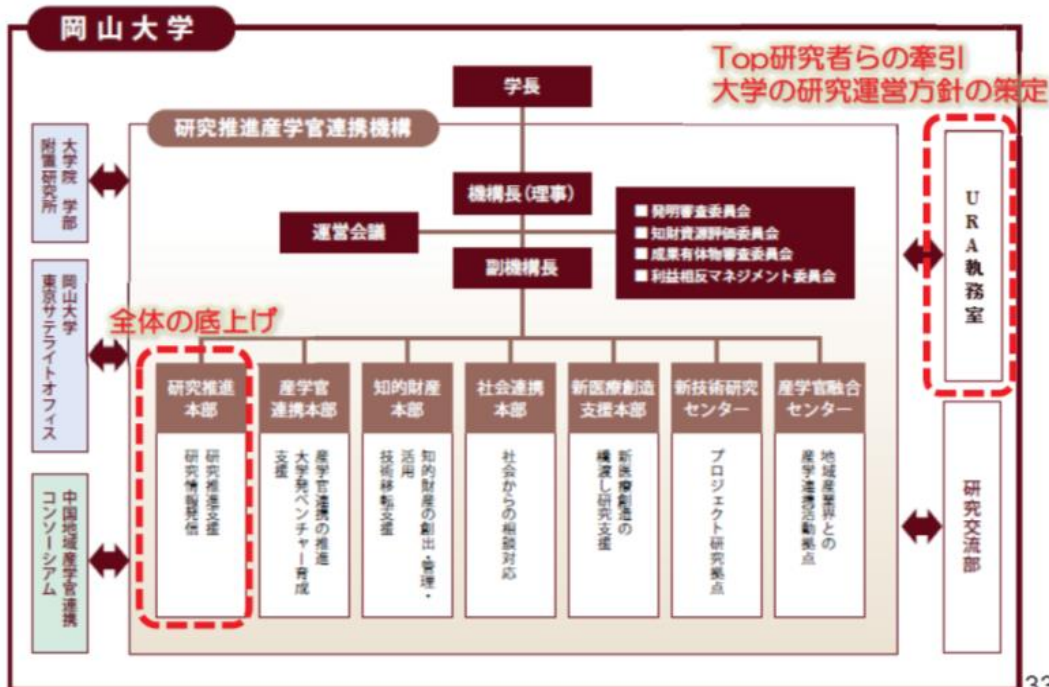 岡山大学
Top研究者らの牽引
大学の研究運営方針の策定
学長
研究推進産学官連携機構
機構長(理事)
運営会議
■ 発明審査委員会
■ 知財資源評価委員会
■ 成果有体物審査委員会
■ 利益相反マネジメント委員会
副機構長
大学院 学部
附置研究所
岡山大学
東京サテライトオフィス
中国地域産学官連携
コンソーシアム
全体の底上げ
研究推進
本部
研究推進支援
研究情報発信
産学官
連携本部
産学官連携の推進
大学発ベンチャー育成
支援
知的財産
本部
知的財産の創出・管理・
活用
技術移転支援
社会連携
本部
社会からの相談対応
新医療創造
支援本部
新医療創造の
橋渡し研究支援
新技術研究
センター
プロジェクト研究拠点
産学官融合
センター
地域産業界との
産学連携活動拠点
URA執務室
研究交流部
33